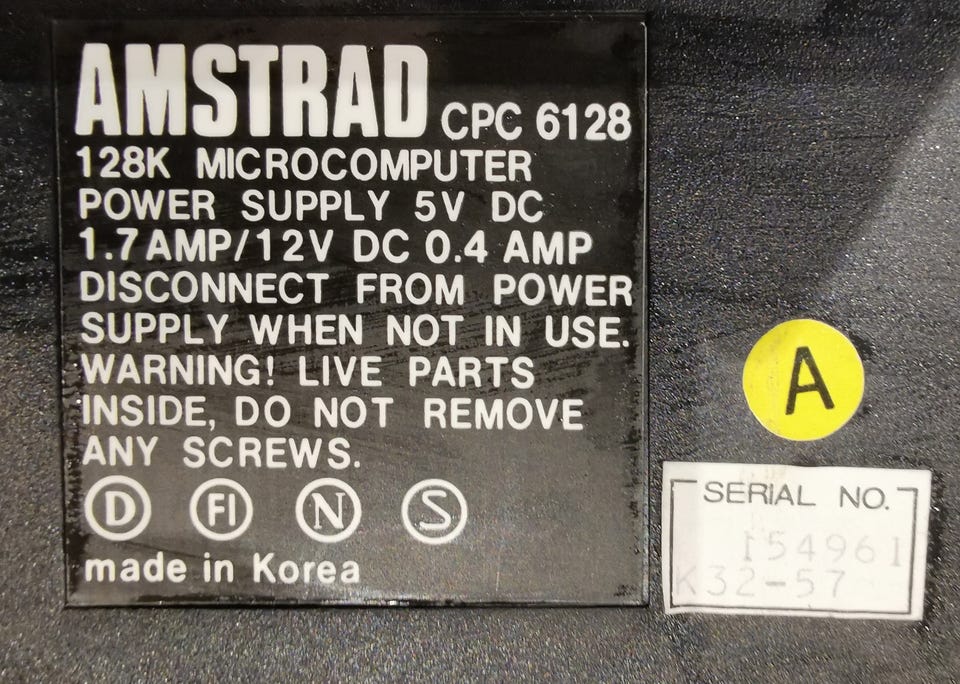 AMSTRAD CPC 6128
128K MICROCOMPUTER
POWER SUPPLY 5V DC
1.7AMP/12V DC 0.4 AMP
DISCONNECT FROM POWER
SUPPLY WHEN NOT IN USE.
WARNING! LIVE PARTS
INSIDE, DO NOT REMOVE
ANY SCREWS.
D FI N S
made in Korea
A
SERIAL NO.
154961
K32-57